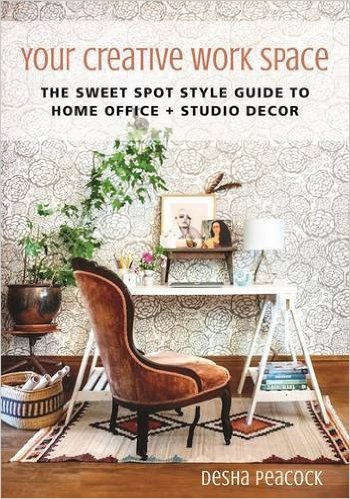 Your Creative Work Space
THE SWEET SPOT STYLE GUIDE TO
HOME OFFICE + STUDIO DECOR
Desha Peacock